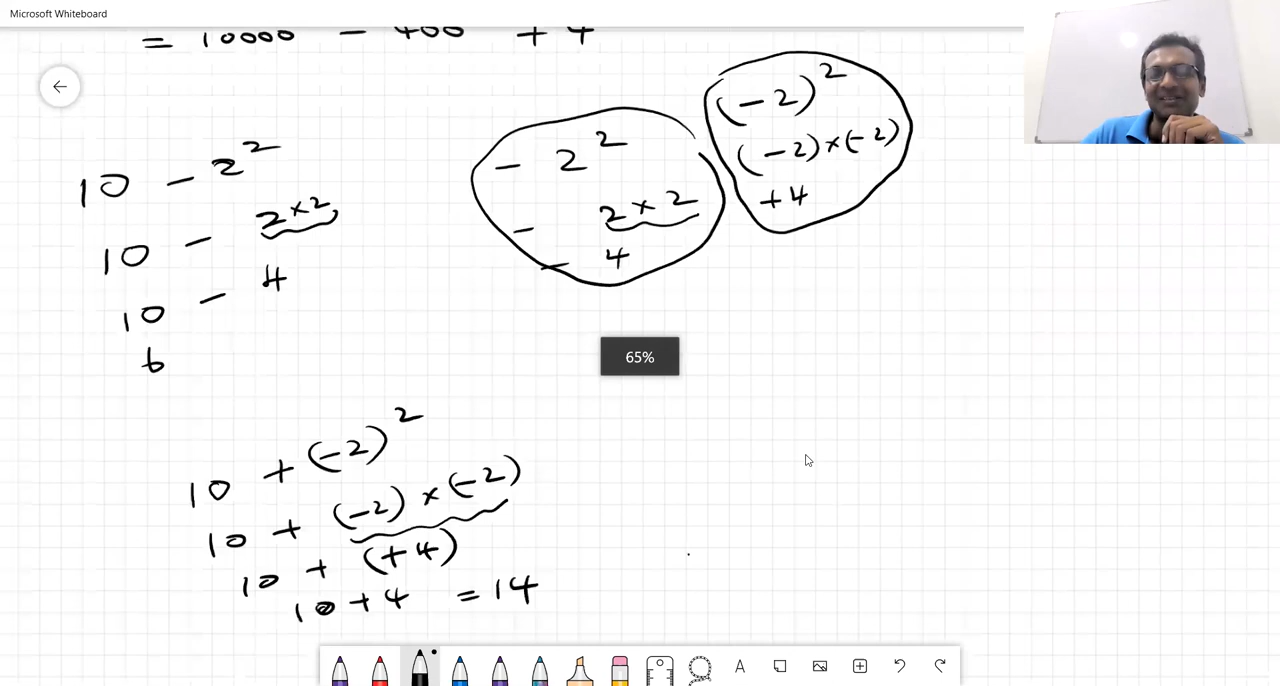 Microsoft Whiteboard
= 10000 - 400 + 4
10 - 2²
10 - 2×2
10 - 4
6
- 2²
- 2 × 2
- 4
(-2)²
(-2)×(-2)
+4
65%
10 + (-2)²
10 + (-2) × (-2)
10 + (+4)
10 + 4 = 14
A